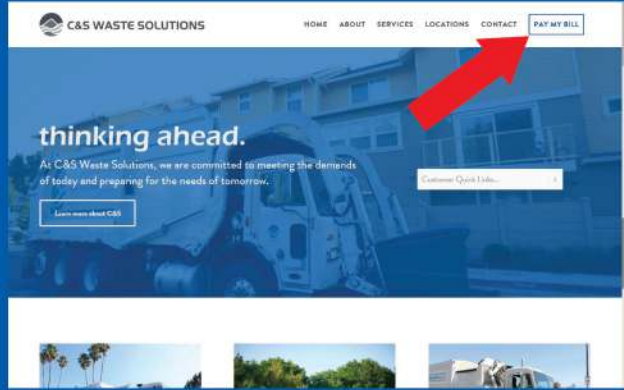 C&S WASTE SOLUTIONS
HOME ABOUT SERVICES LOCATIONS CONTACT PAY MY BILL
thinking ahead.
At C&S Waste Solutions, we are committed to meeting the demands
of today and preparing for the needs of tomorrow.
Customer Quick Links...
Learn more about C&S